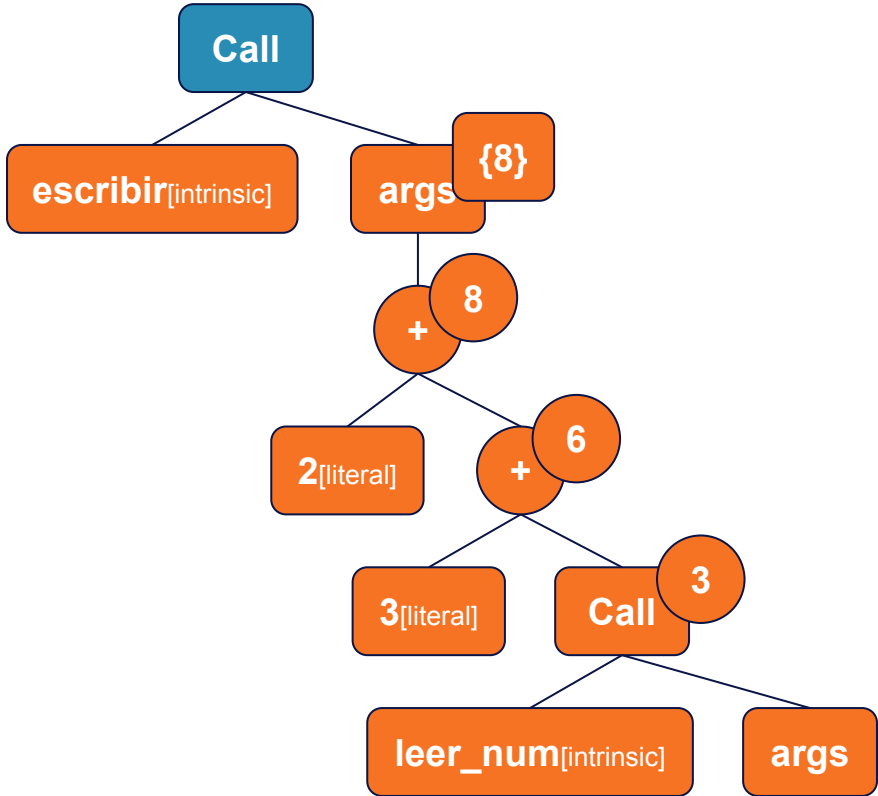 Call
escribir[intrinsic]
args
{8}
+
8
2[literal]
+
6
3[literal]
Call
3
leer_num[intrinsic]
args